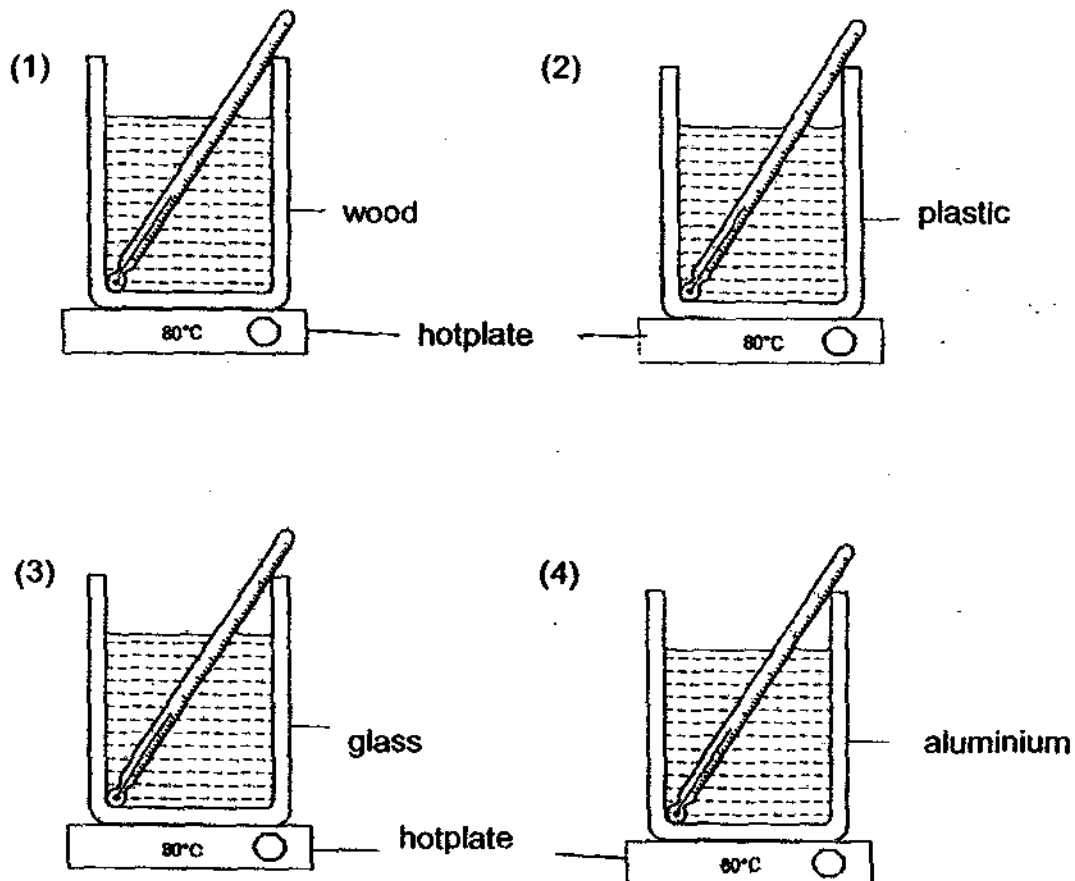 (1)
(2)
wood
plastic
80°C
hotplate
80°C
(3)
(4)
glass
aluminium
80°C
hotplate
80°C